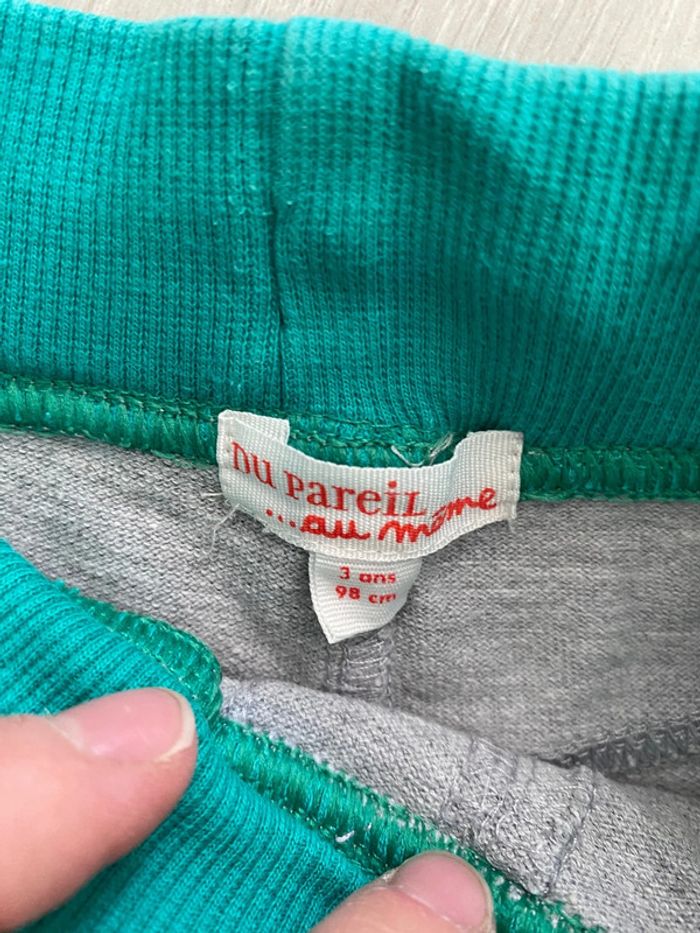 DU PareiL
...au même
3 ans
98 cm